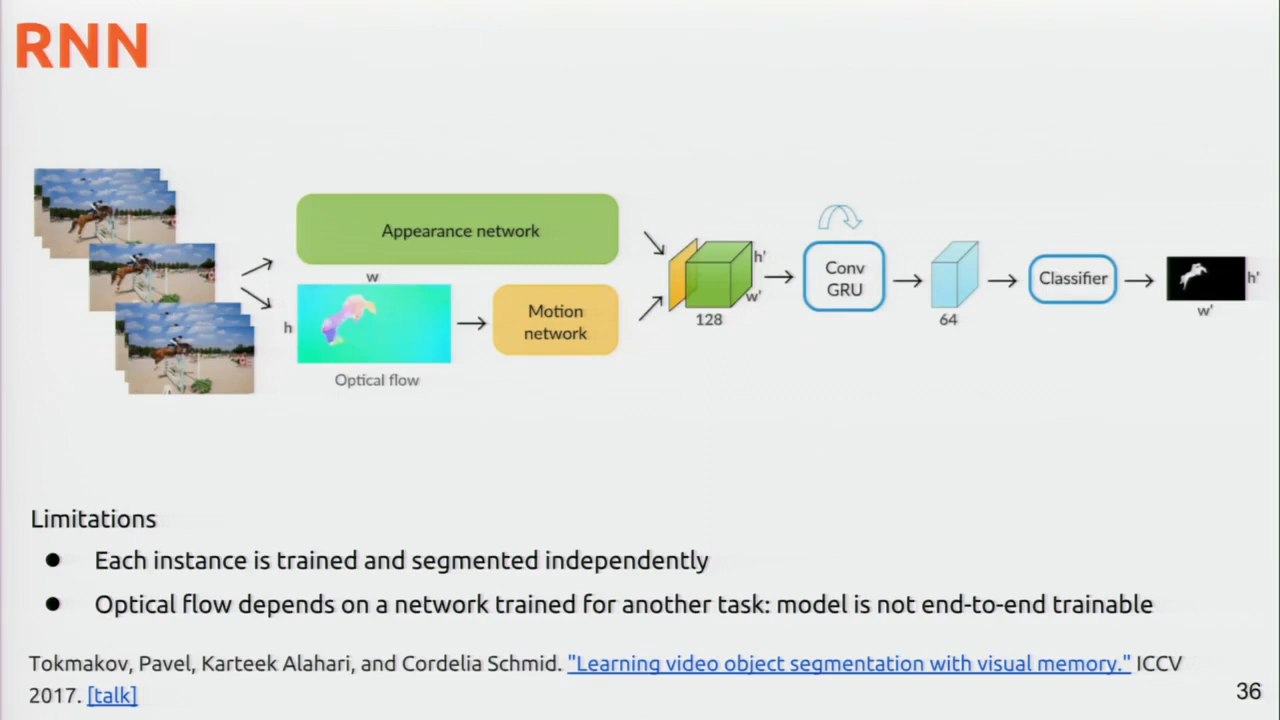 RNN
Appearance network
w
h
Optical flow
Motion
network
h'
w'
128
Conv
GRU
64
Classifier
h'
w'
Limitations
● Each instance is trained and segmented independently
● Optical flow depends on a network trained for another task: model is not end-to-end trainable
Tokmakov, Pavel, Karteek Alahari, and Cordelia Schmid. "Learning video object segmentation with visual memory." ICCV
2017. [talk]
36